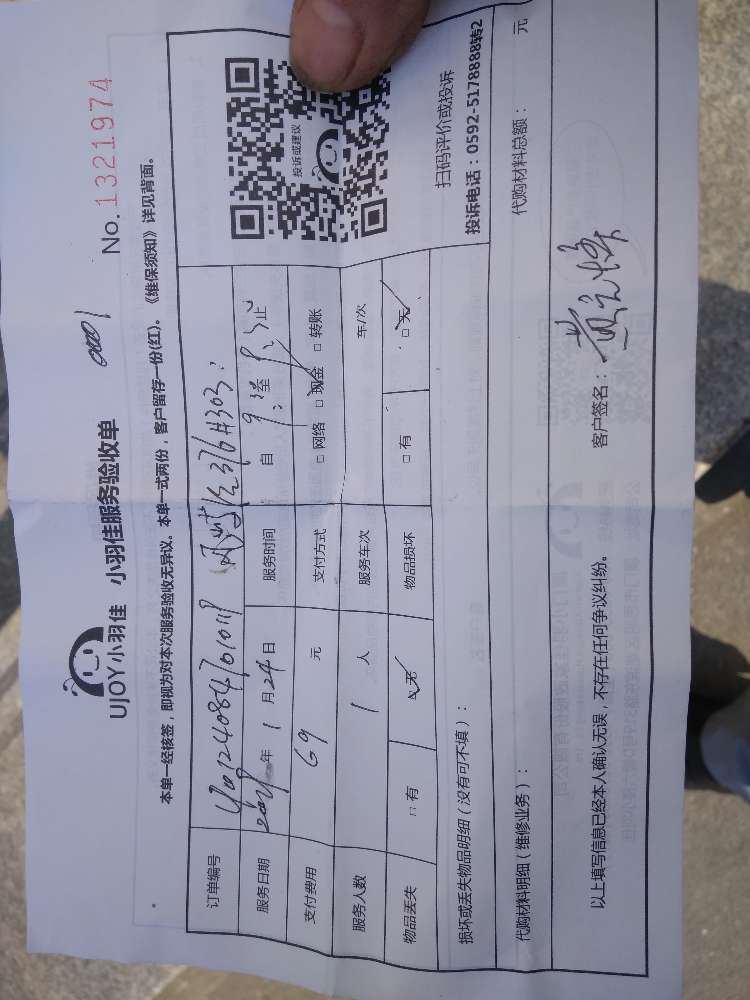 UJOY小羽佳 小羽佳服务验收单 No.1321974
本单一经核签，即视为对本次服务验收无异议。本单一式两份，客户留存一份(红)。《维保须知》详见背面。
订单编号
服务日期 年 1 月 24 日 服务时间 自 止
支付费用 69 元 支付方式 □ 网络 □ 现金 □ 转账
服务人数 1 人 服务车次 车/次
物品丢失 □ 有 □ 无 物品损坏 □ 有 □ 无
投诉或建议
扫码评价或投诉
投诉电话：0592-5178888转2
损坏或丢失物品明细（没有可不填）：
代购材料明细（维修业务）： 代购材料总额： 元
以上填写信息已经本人确认无误，不存在任何争议纠纷。 客户签名：